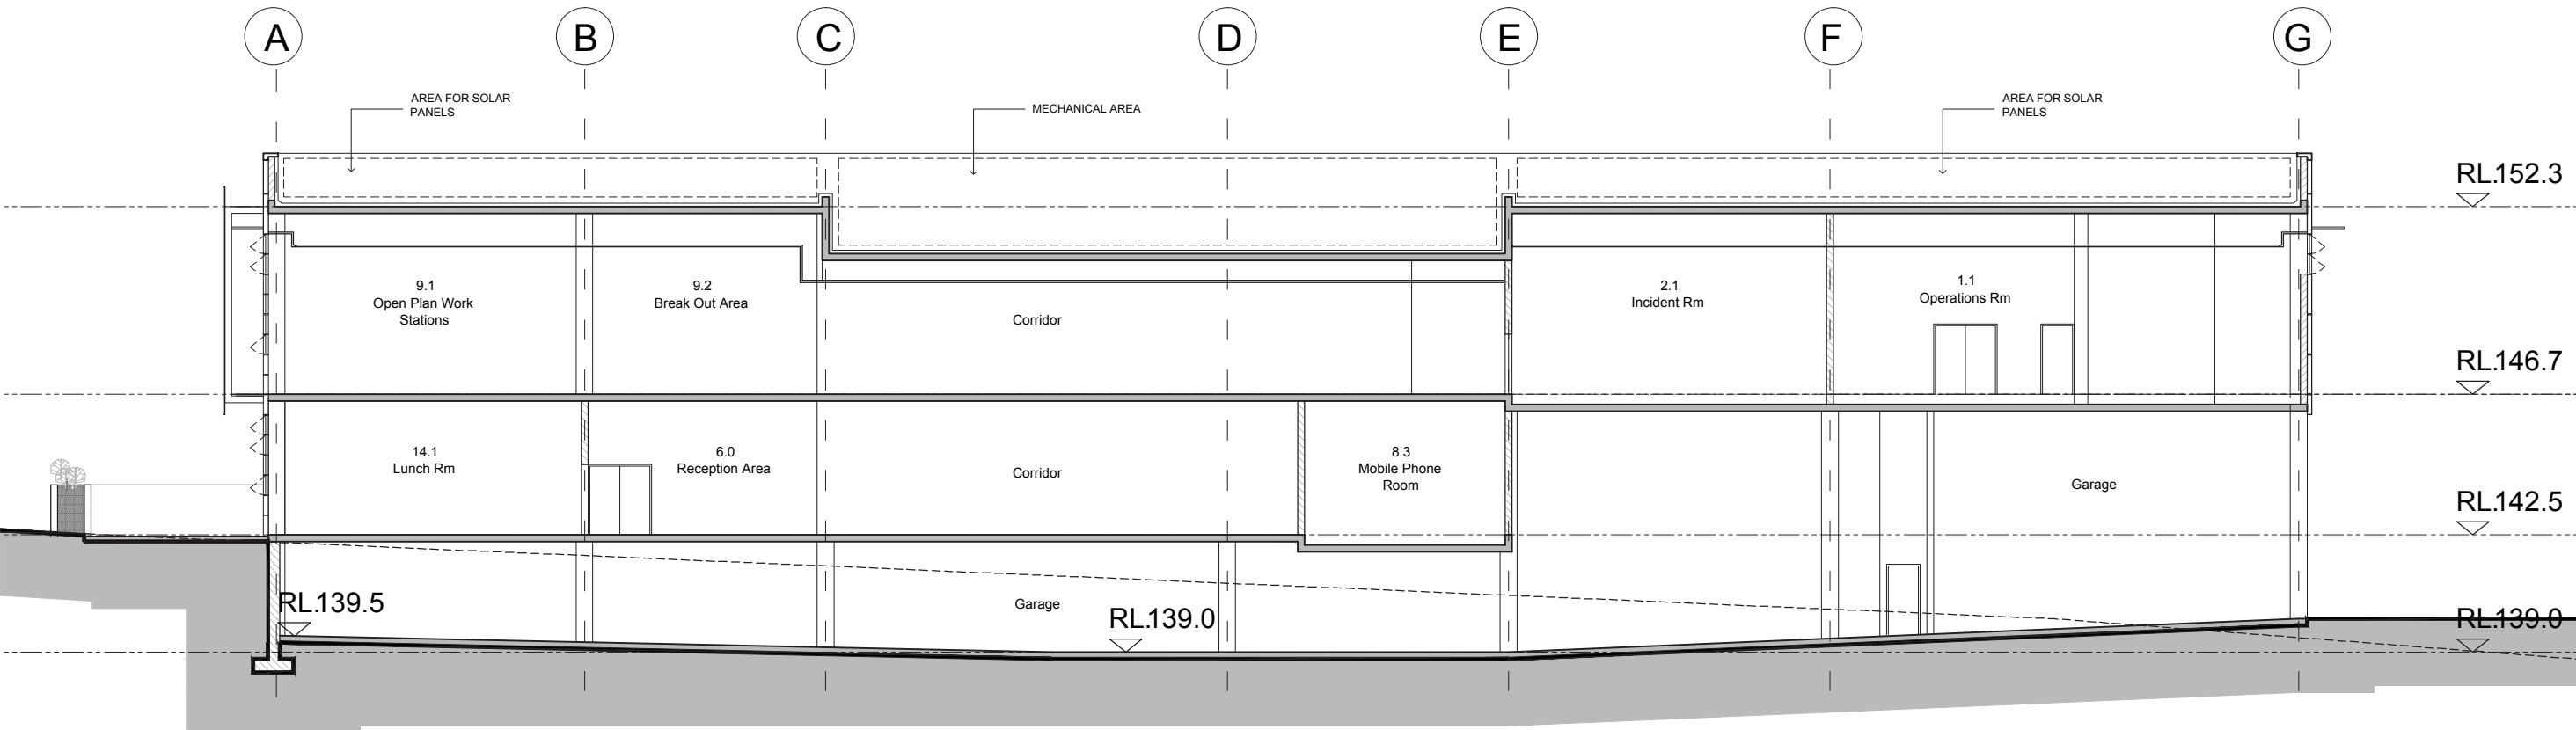 A B C D E F G
AREA FOR SOLAR
PANELS
MECHANICAL AREA
AREA FOR SOLAR
PANELS
RL.152.3
9.1
Open Plan Work
Stations
9.2
Break Out Area
Corridor
2.1
Incident Rm
1.1
Operations Rm
RL.146.7
14.1
Lunch Rm
6.0
Reception Area
Corridor
8.3
Mobile Phone
Room
Garage
RL.142.5
RL.139.5
Garage
RL.139.0
RL.139.0